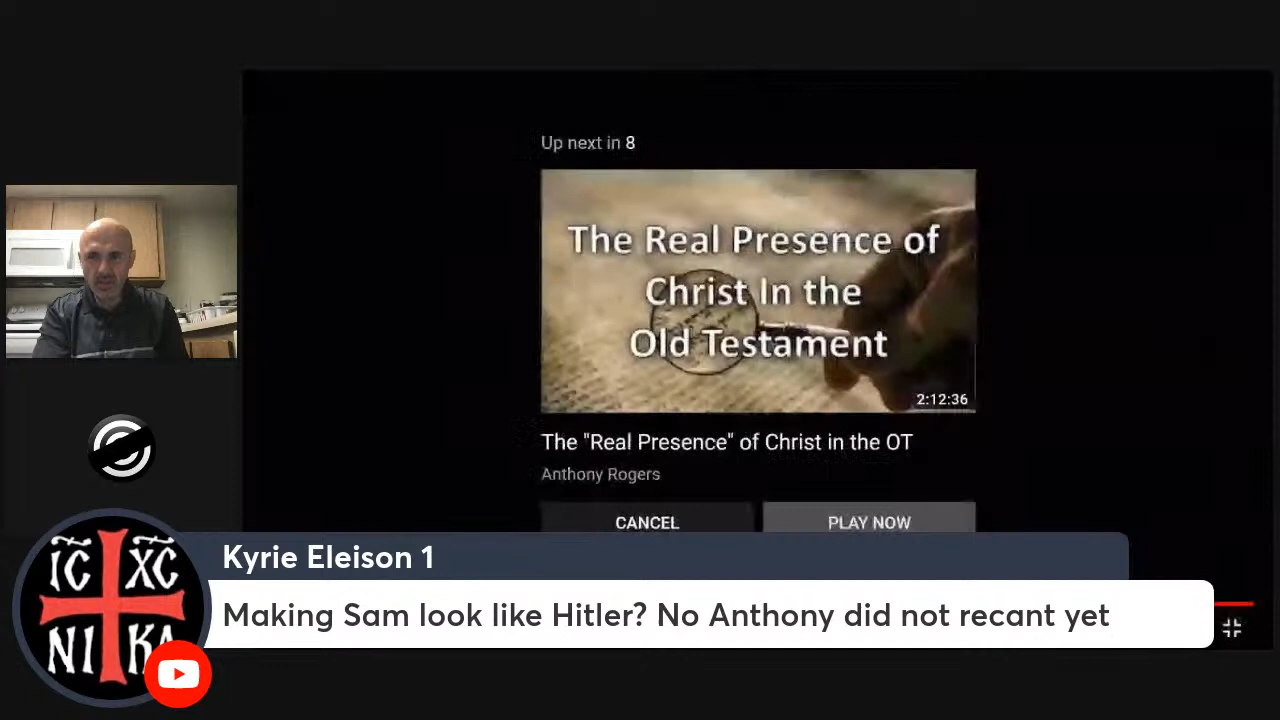 Up next in 8
The Real Presence of
Christ In the
Old Testament
2:12:36
The "Real Presence" of Christ in the OT
Anthony Rogers
CANCEL PLAY NOW
IC XC
NI KA
Kyrie Eleison 1
Making Sam look like Hitler? No Anthony did not recant yet